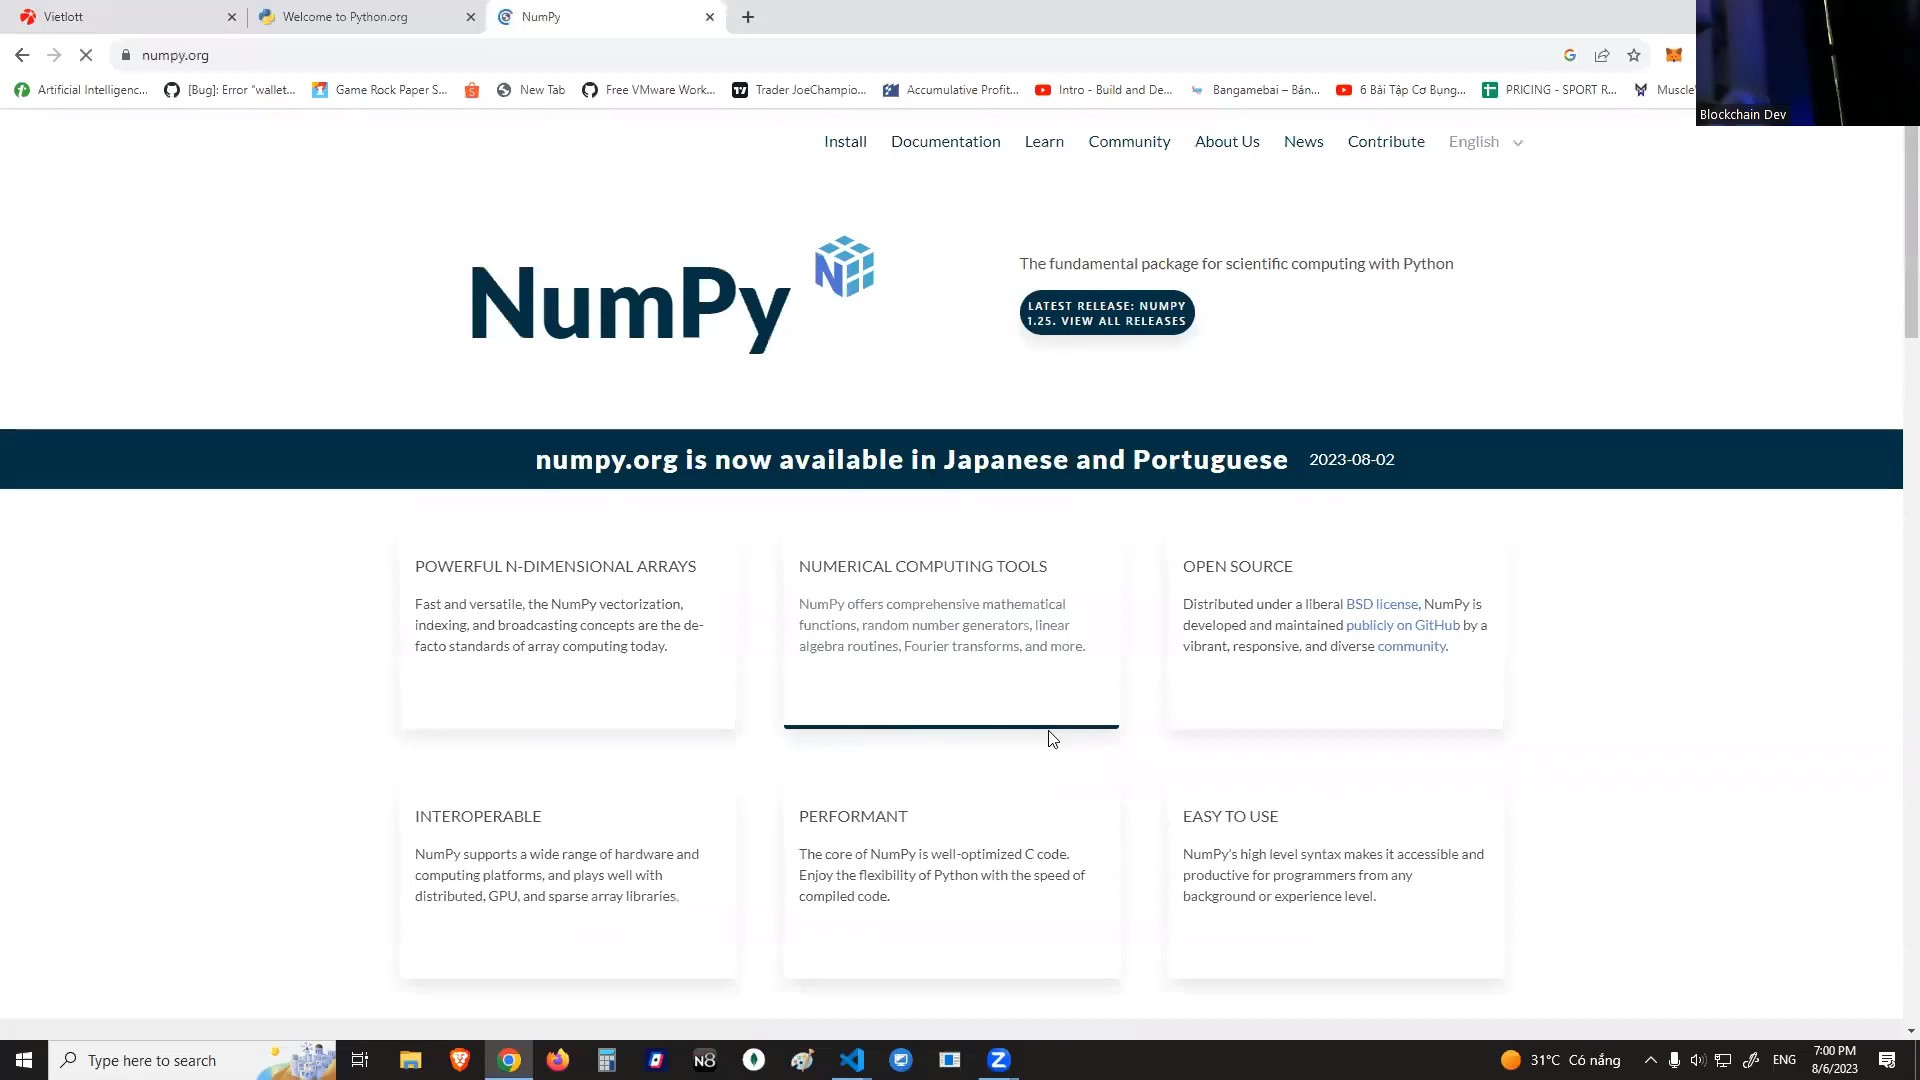 Vietlott
Welcome to Python.org
NumPy
numpy.org
Artificial Intelligenc...
[Bug]: Error "wallet...
Game Rock Paper S...
New Tab
Free VMware Work...
Trader JoeChampio...
Accumulative Profit...
Intro - Build and De...
Bangamebai – Bán...
6 Bài Tập Cơ Bụng...
PRICING - SPORT R...
Muscle
Blockchain Dev
Install Documentation Learn Community About Us News Contribute English
NumPy
The fundamental package for scientific computing with Python
LATEST RELEASE: NUMPY
1.25. VIEW ALL RELEASES
numpy.org is now available in Japanese and Portuguese 2023-08-02
POWERFUL N-DIMENSIONAL ARRAYS
Fast and versatile, the NumPy vectorization,
indexing, and broadcasting concepts are the de-
facto standards of array computing today.
NUMERICAL COMPUTING TOOLS
NumPy offers comprehensive mathematical
functions, random number generators, linear
algebra routines, Fourier transforms, and more.
OPEN SOURCE
Distributed under a liberal BSD license, NumPy is
developed and maintained publicly on GitHub by a
vibrant, responsive, and diverse community.
INTEROPERABLE
NumPy supports a wide range of hardware and
computing platforms, and plays well with
distributed, GPU, and sparse array libraries.
PERFORMANT
The core of NumPy is well-optimized C code.
Enjoy the flexibility of Python with the speed of
compiled code.
EASY TO USE
NumPy's high level syntax makes it accessible and
productive for programmers from any
background or experience level.
Type here to search
N8
31°C Có nắng
ENG
7:00 PM
8/6/2023